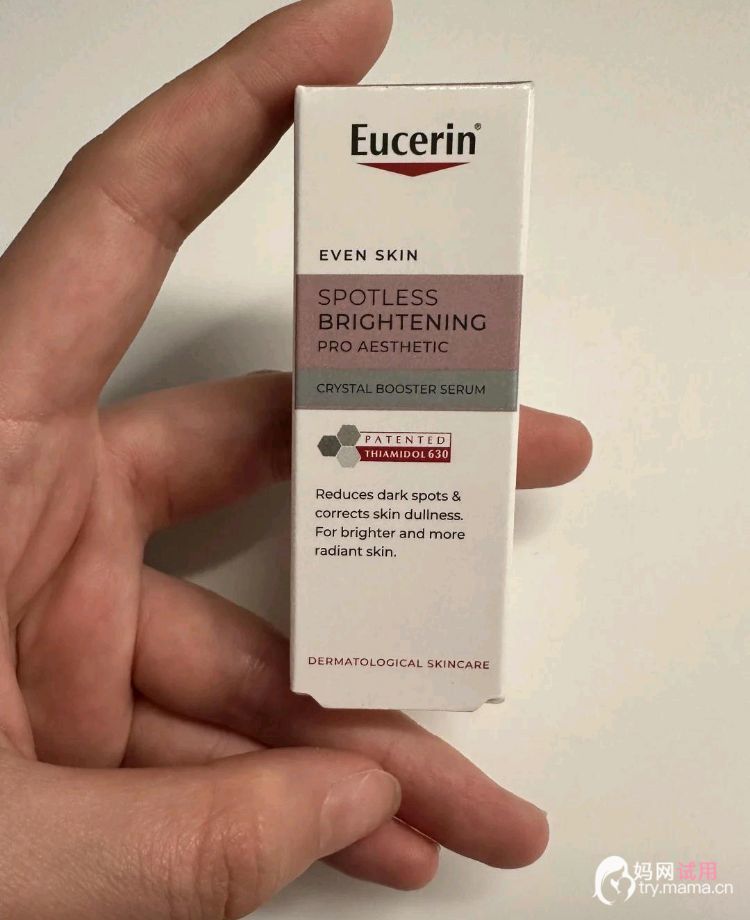 Eucerin®
EVEN SKIN
SPOTLESS
BRIGHTENING
PRO AESTHETIC
CRYSTAL BOOSTER SERUM
PATENTED
THIAMIDOL 630
Reduces dark spots &
corrects skin dullness.
For brighter and more
radiant skin.
DERMATOLOGICAL SKINCARE
妈网试用
try.mama.cn